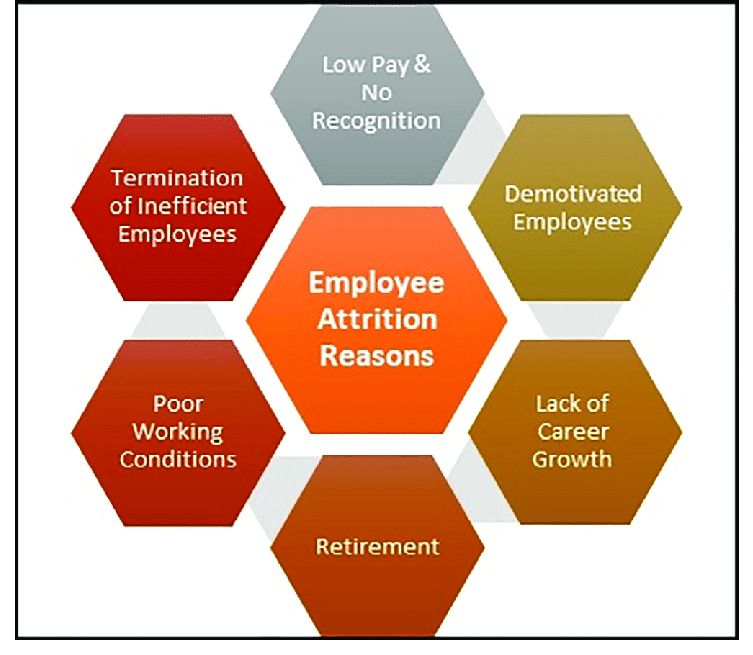 Low Pay &
No
Recognition
Termination
of Inefficient
Employees
Demotivated
Employees
Employee
Attrition
Reasons
Poor
Working
Conditions
Lack of
Career
Growth
Retirement